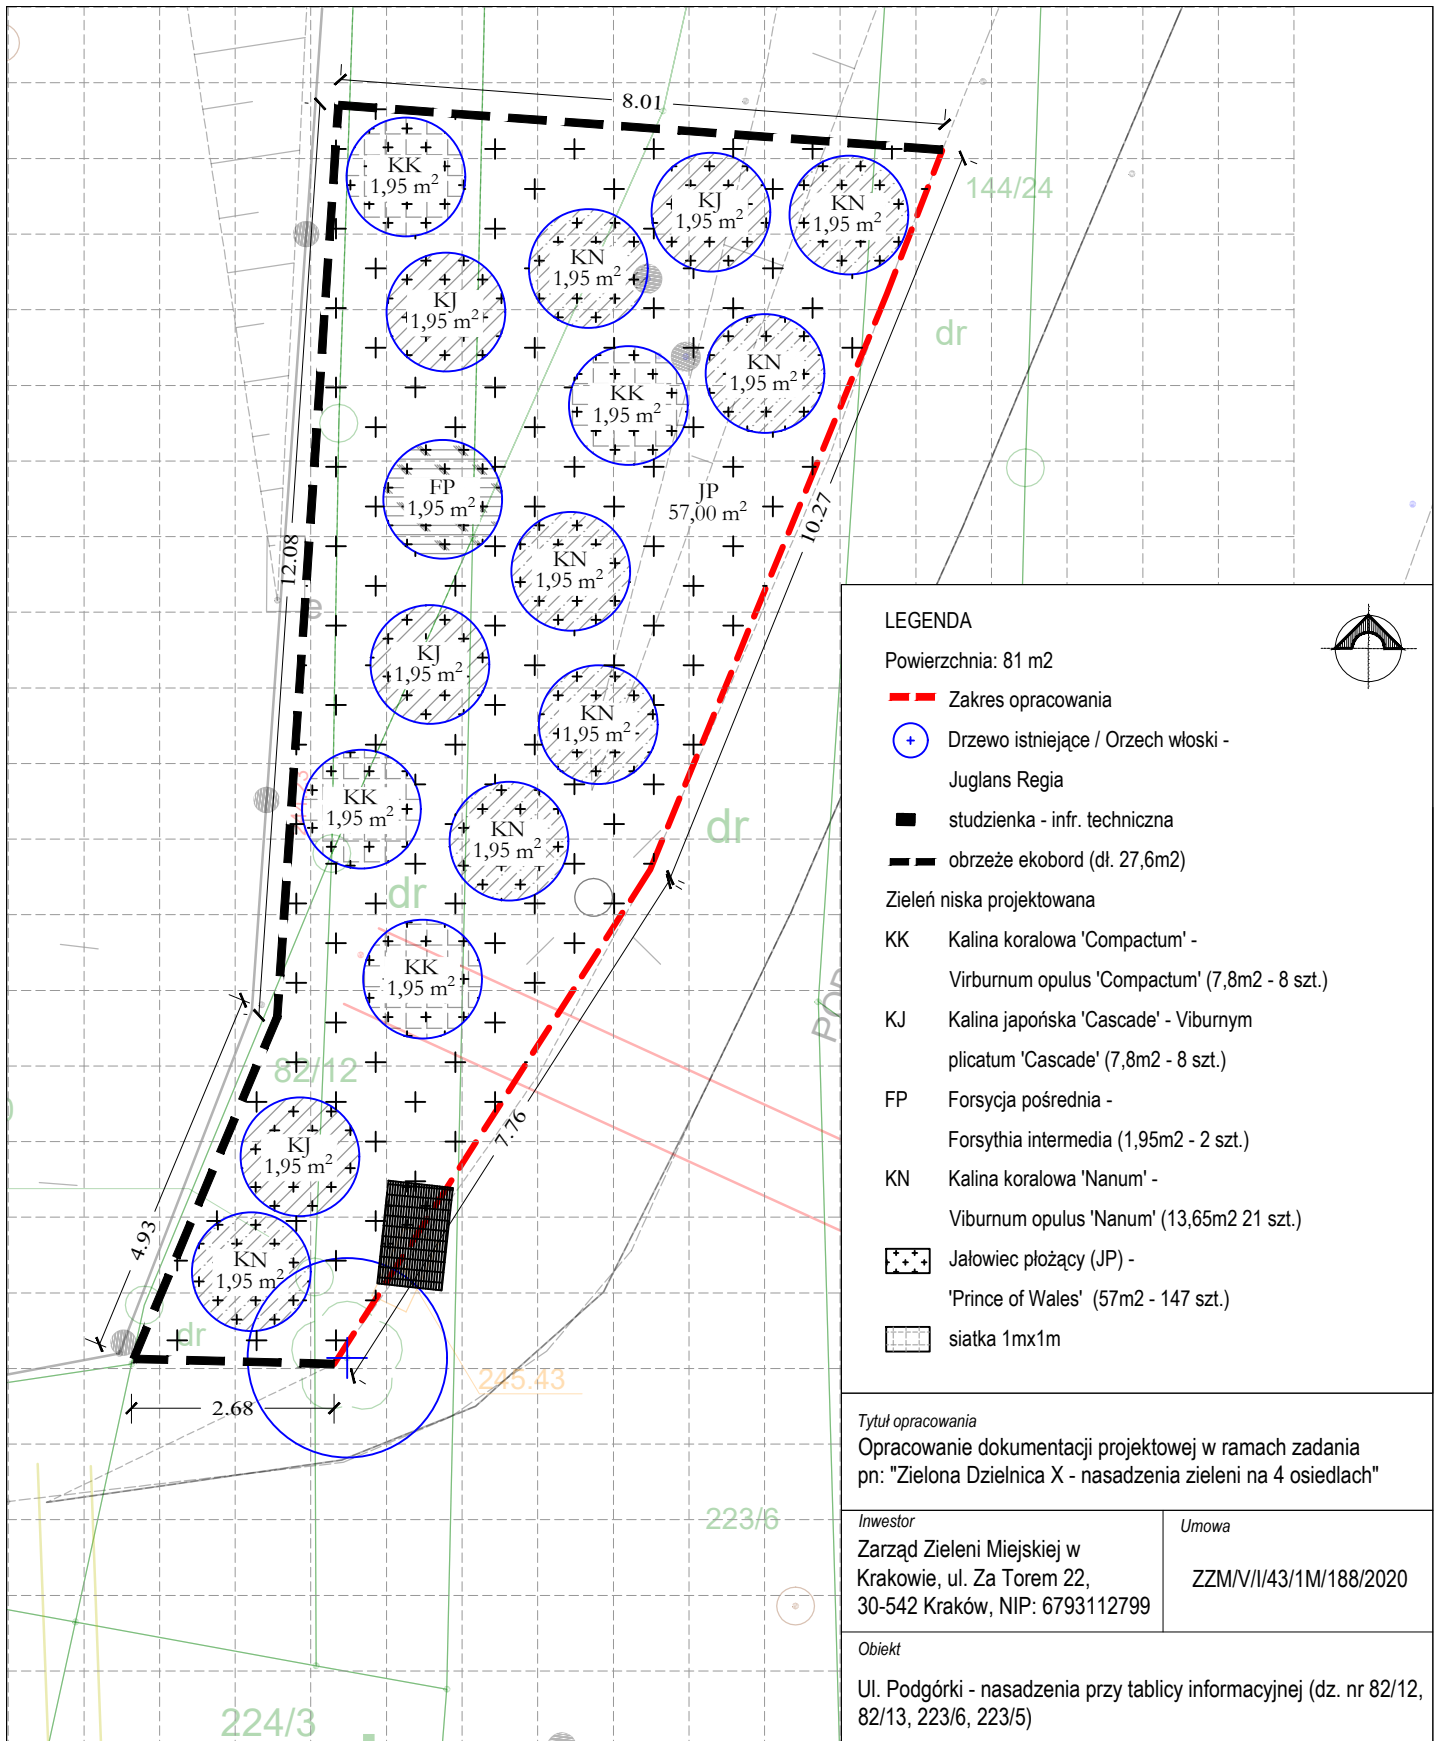 8.01
KK
1,95 m²
KJ
1,95 m²
KN
1,95 m²
144/24
KN
1,95 m²
KJ
1,95 m²
dr
KN
1,95 m²
KK
1,95 m²
FP
1,95 m²
JP
57,00 m²
10.27
12.08
e
KN
1,95 m²
KJ
1,95 m²
KN
1,95 m²
KK
1,95 m²
KN
1,95 m²
dr
dr
KK
1,95 m²
82/12
7.76
KJ
1,95 m²
4.93
KN
1,95 m²
dr
245.43
2.68
223/6
224/3
LEGENDA
Powierzchnia: 81 m2
Zakres opracowania
Drzewo istniejące / Orzech włoski -
Juglans Regia
studzienka - infr. techniczna
obrzeże ekobord (dł. 27,6m2)
Zieleń niska projektowana
KK Kalina koralowa 'Compactum' -
Virburnum opulus 'Compactum' (7,8m2 - 8 szt.)
KJ Kalina japońska 'Cascade' - Viburnym
plicatum 'Cascade' (7,8m2 - 8 szt.)
FP Forsycja pośrednia -
Forsythia intermedia (1,95m2 - 2 szt.)
KN Kalina koralowa 'Nanum' -
Viburnum opulus 'Nanum' (13,65m2 21 szt.)
Jałowiec płożący (JP) -
'Prince of Wales' (57m2 - 147 szt.)
siatka 1mx1m
Tytuł opracowania
Opracowanie dokumentacji projektowej w ramach zadania
pn: "Zielona Dzielnica X - nasadzenia zieleni na 4 osiedlach"
Inwestor
Zarząd Zieleni Miejskiej w
Krakowie, ul. Za Torem 22,
30-542 Kraków, NIP: 6793112799
Umowa
ZZM/V/I/43/1M/188/2020
Obiekt
Ul. Podgórki - nasadzenia przy tablicy informacyjnej (dz. nr 82/12,
82/13, 223/6, 223/5)